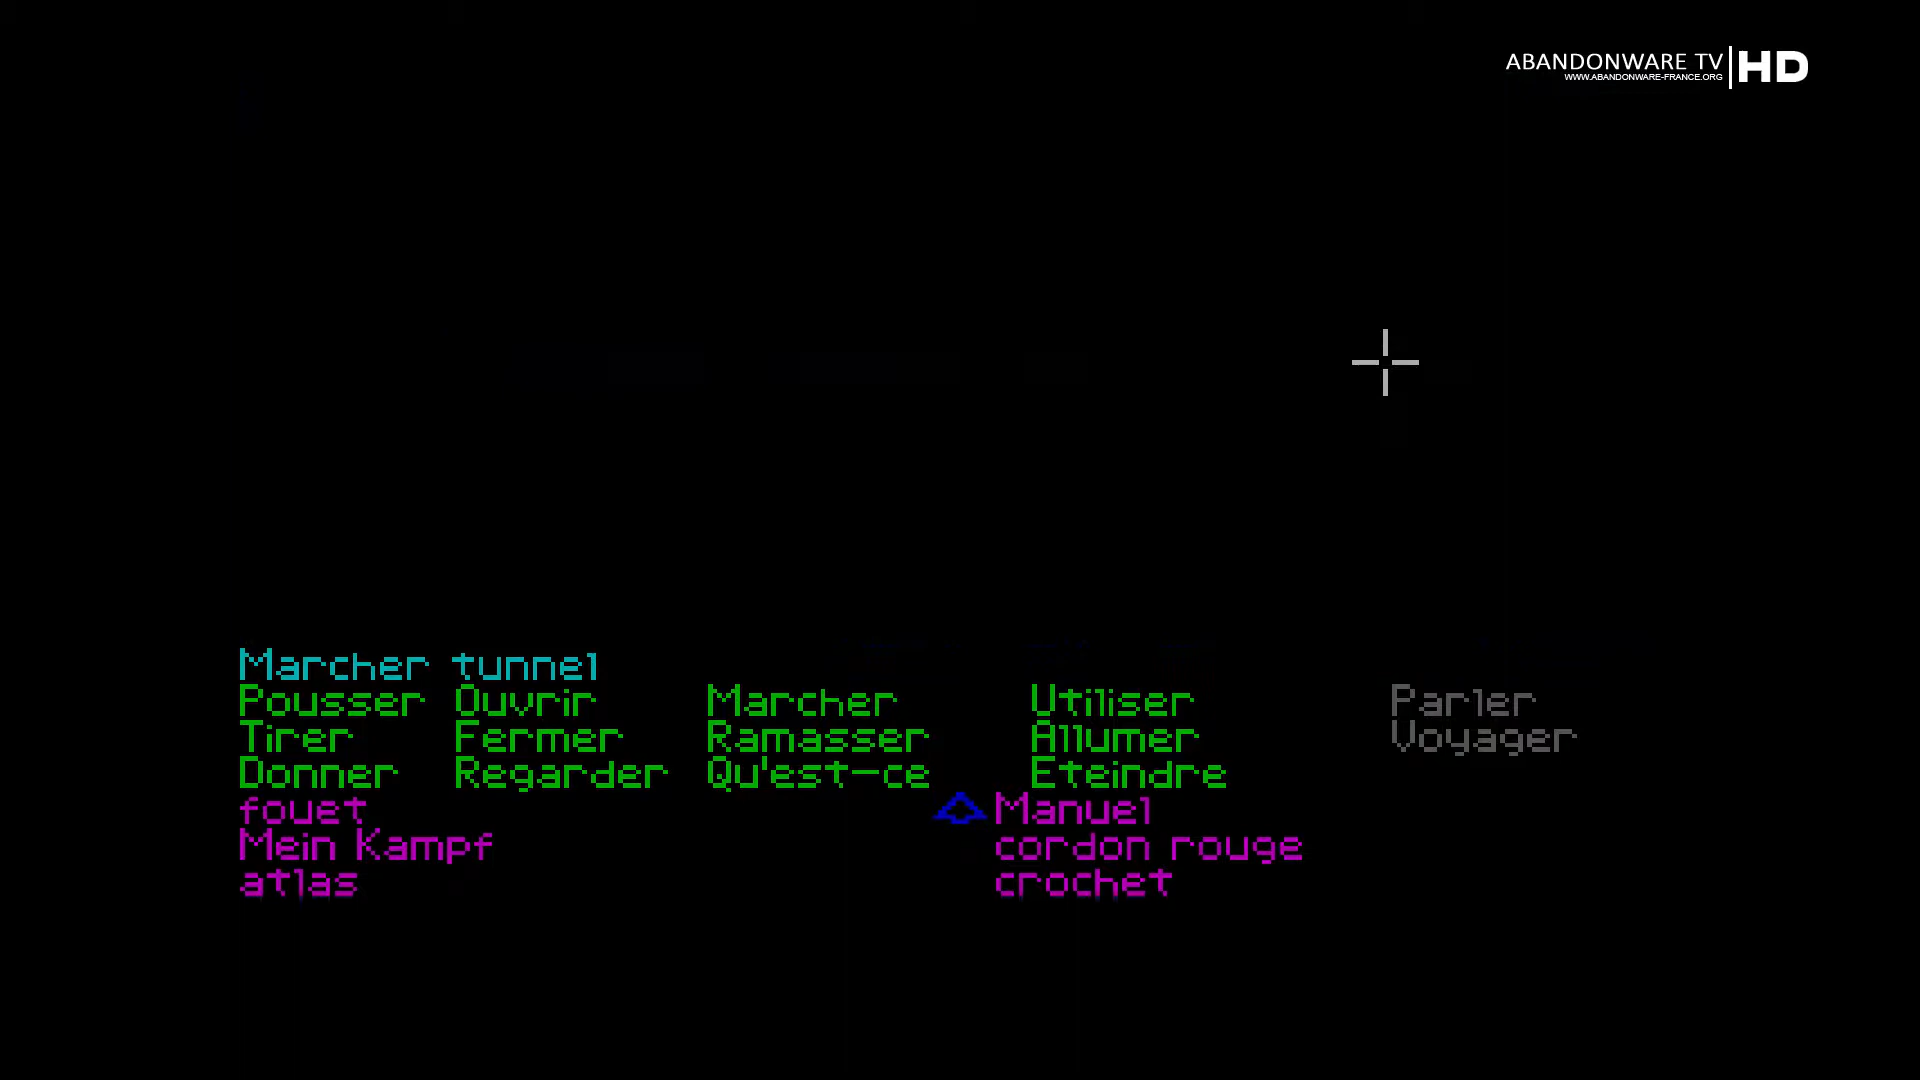 ABANDONWARE TV HD
WWW.ABANDONWARE-FRANCE.ORG
Marcher tunnel
Pousser Ouvrir Marcher Utiliser Parler
Tirer Fermer Ramasser Allumer Voyager
Donner Regarder Qu'est-ce Eteindre
fouet Manuel
Mein Kampf cordon rouge
atlas crochet